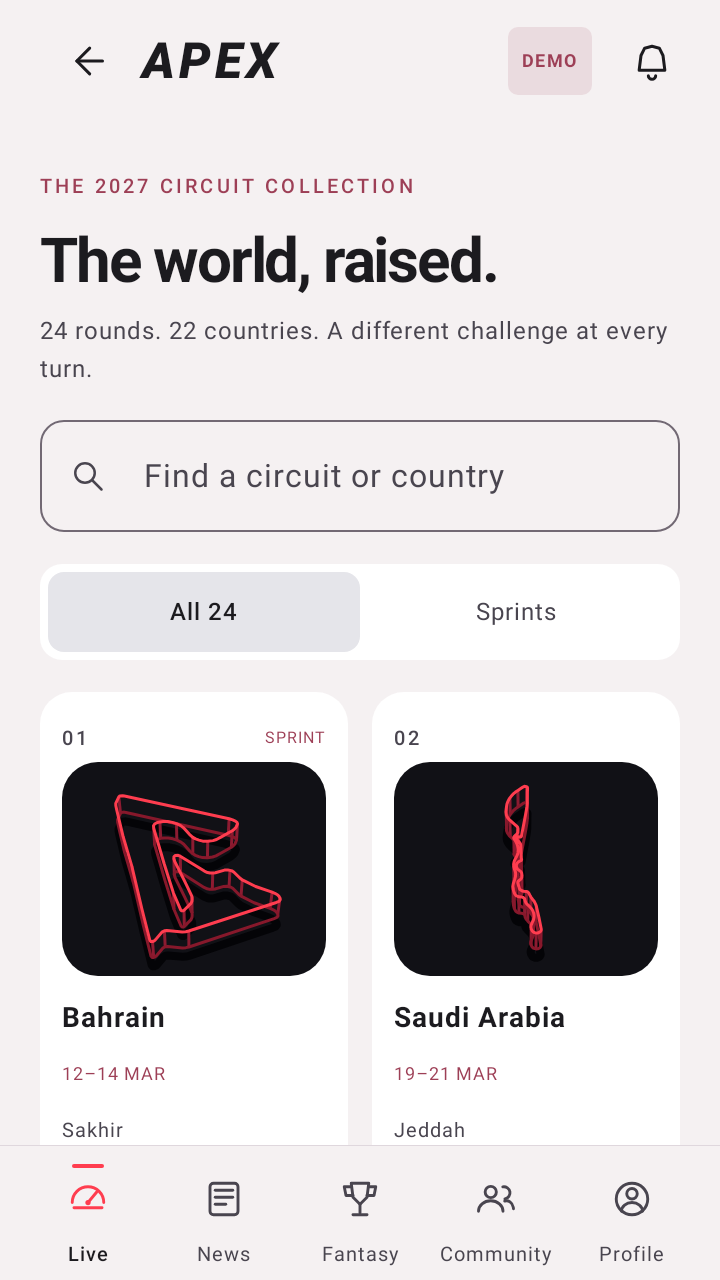 APEX
DEMO
THE 2027 CIRCUIT COLLECTION
The world, raised.
24 rounds. 22 countries. A different challenge at every
turn.
Find a circuit or country
All 24
Sprints
01
SPRINT
02
Bahrain
Saudi Arabia
12–14 MAR
19–21 MAR
Sakhir
Jeddah
Live
News
Fantasy
Community
Profile